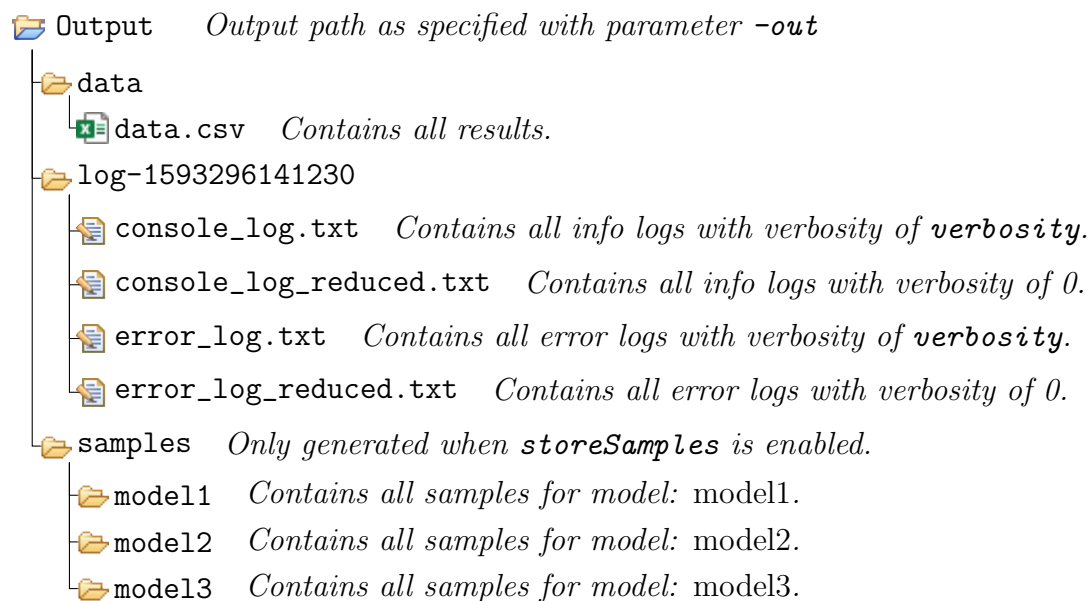 Output Output path as specified with parameter -out
data
data.csv Contains all results.
log-1593296141230
console_log.txt Contains all info logs with verbosity of verbosity.
console_log_reduced.txt Contains all info logs with verbosity of 0.
error_log.txt Contains all error logs with verbosity of verbosity.
error_log_reduced.txt Contains all error logs with verbosity of 0.
samples Only generated when storeSamples is enabled.
model1 Contains all samples for model: model1.
model2 Contains all samples for model: model2.
model3 Contains all samples for model: model3.